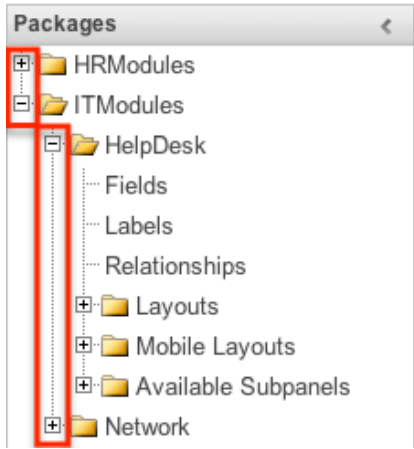 Packages
HRModules
ITModules
HelpDesk
Fields
Labels
Relationships
Layouts
Mobile Layouts
Available Subpanels
Network